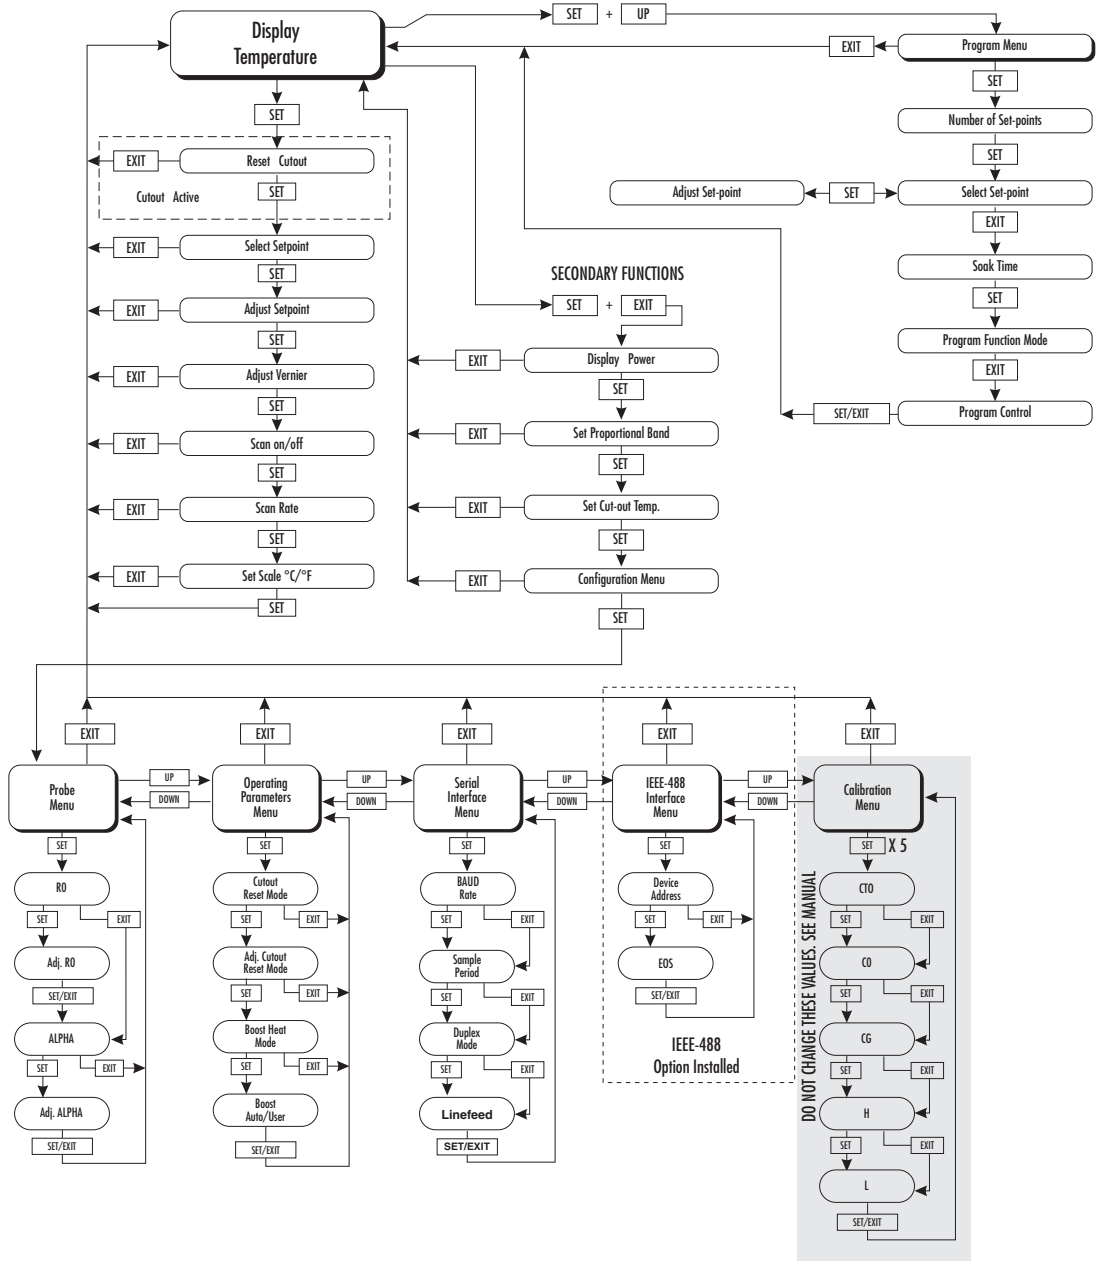 Display
Temperature
SET + UP
EXIT
Program Menu
SET
Number of Set-points
SET
Adjust Set-point
SET
Select Set-point
EXIT
Soak Time
SET
Program Function Mode
EXIT
SET/EXIT
Program Control
SET
EXIT
Reset Cutout
Cutout Active
SET
EXIT
Select Setpoint
SET
EXIT
Adjust Setpoint
SET
EXIT
Adjust Vernier
SET
EXIT
Scan on/off
SET
EXIT
Scan Rate
SET
EXIT
Set Scale °C/°F
SET
SECONDARY FUNCTIONS
SET + EXIT
EXIT
Display Power
SET
EXIT
Set Proportional Band
SET
EXIT
Set Cut-out Temp.
SET
EXIT
Configuration Menu
SET
EXIT
Probe
Menu
UP
DOWN
SET
R0
SET
EXIT
Adj. R0
SET/EXIT
ALPHA
SET
EXIT
Adj. ALPHA
SET/EXIT
EXIT
Operating
Parameters
Menu
UP
DOWN
SET
Cutout
Reset Mode
SET
EXIT
Adj. Cutout
Reset Mode
SET
EXIT
Boost Heat
Mode
SET
EXIT
Boost
Auto/User
SET/EXIT
EXIT
Serial
Interface
Menu
UP
DOWN
SET
BAUD
Rate
SET
EXIT
Sample
Period
SET
EXIT
Duplex
Mode
SET
EXIT
Linefeed
SET/EXIT
EXIT
IEEE-488
Interface
Menu
UP
DOWN
SET
Device
Address
SET
EXIT
EOS
SET/EXIT
IEEE-488
Option Installed
EXIT
Calibration
Menu
SET X 5
DO NOT CHANGE THESE VALUES. SEE MANUAL
CTO
SET
EXIT
C0
SET
EXIT
CG
SET
EXIT
H
SET
EXIT
L
SET/EXIT